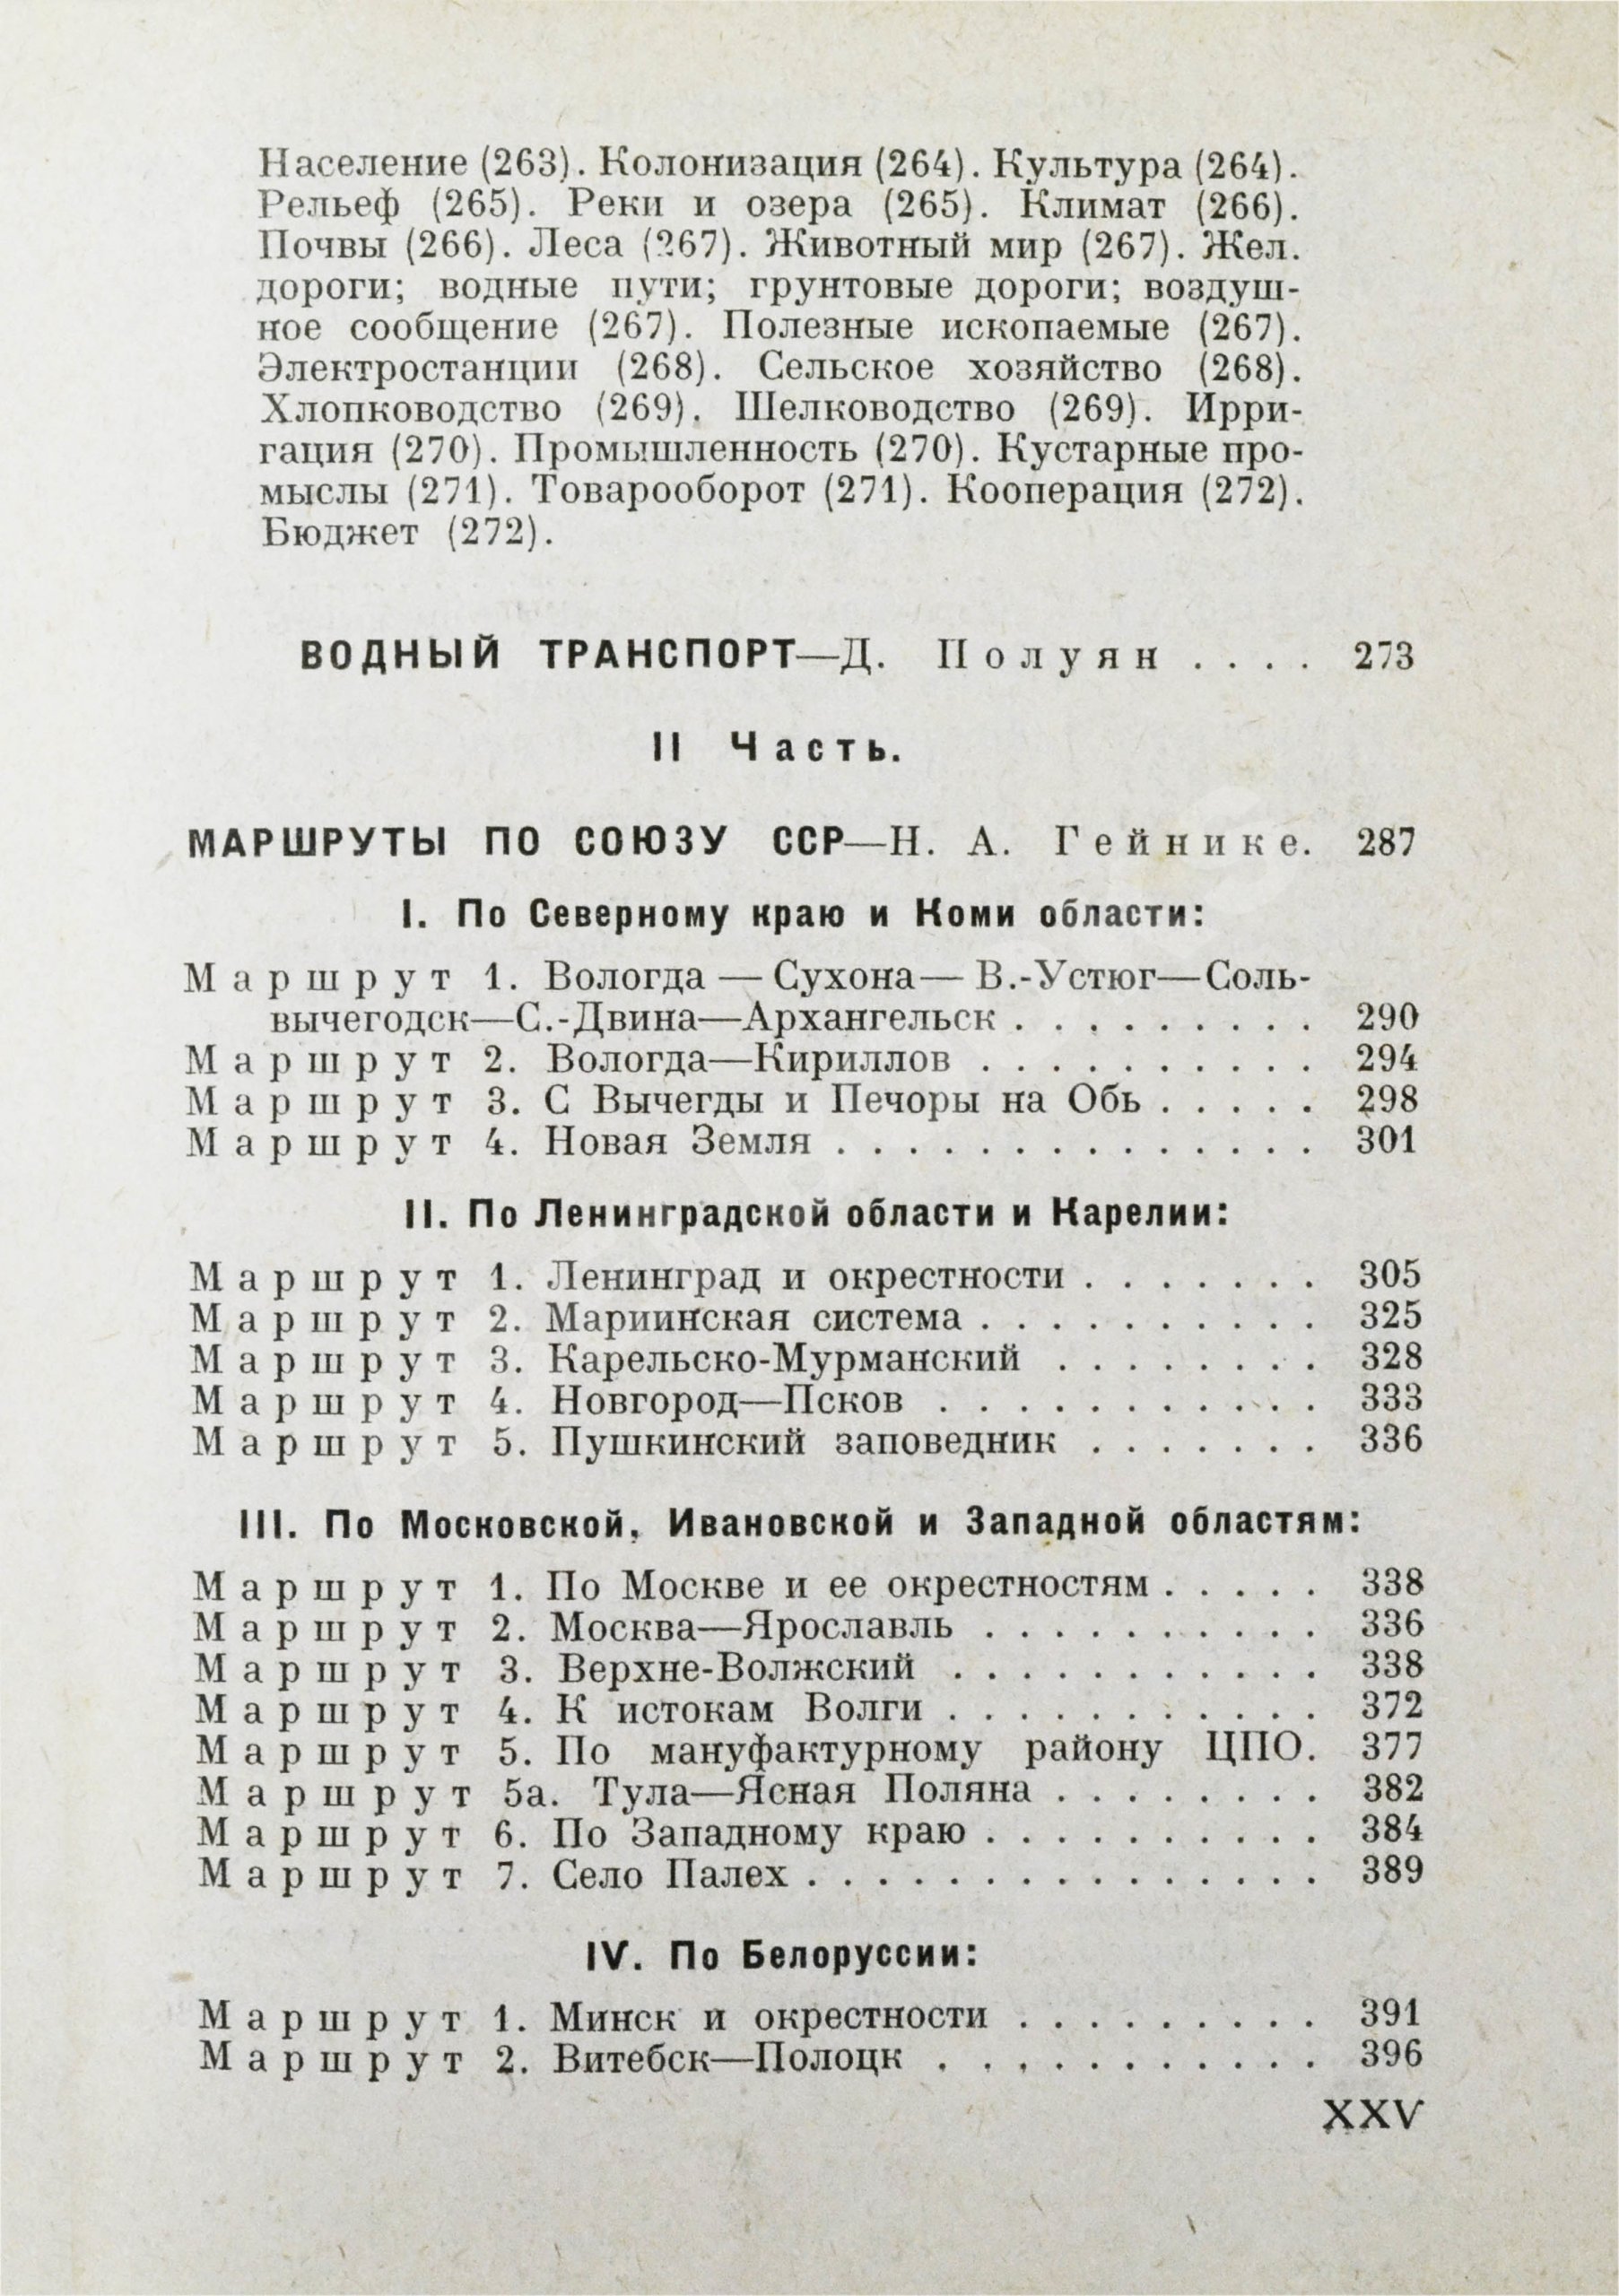 Население (263). Колонизация (264). Культура (264).
Рельеф (265). Реки и озера (265). Климат (266).
Почвы (266). Леса (267). Животный мир (267). Жел.
дороги; водные пути; грунтовые дороги; воздуш-
ное сообщение (267). Полезные ископаемые (267).
Электростанции (268). Сельское хозяйство (268).
Хлопководство (269). Шелководство (269). Ирри-
гация (270). Промышленность (270). Кустарные про-
мыслы (271). Товарооборот (271). Кооперация (272).
Бюджет (272).
ВОДНЫЙ ТРАНСПОРТ—Д. Полуян . . . . 273
II Часть.
МАРШРУТЫ ПО СОЮЗУ ССР—Н. А. Гейнике. 287
I. По Северному краю и Коми области:
Маршрут 1. Вологда — Сухона— В.-Устюг—Соль-
вычегодск—С.-Двина—Архангельск . . . . . . . . . 290
Маршрут 2. Вологда—Кириллов . . . . . . . . . . 294
Маршрут 3. С Вычегды и Печоры на Обь . . . . . 298
Маршрут 4. Новая Земля . . . . . . . . . . . . . . 301
II. По Ленинградской области и Карелии:
Маршрут 1. Ленинград и окрестности . . . . . . . 305
Маршрут 2. Мариинская система . . . . . . . . . . 325
Маршрут 3. Карельско-Мурманский . . . . . . . . 328
Маршрут 4. Новгород—Псков . . . . . . . . . . . 333
Маршрут 5. Пушкинский заповедник . . . . . . . 336
III. По Московской, Ивановской и Западной областям:
Маршрут 1. По Москве и ее окрестностям . . . . . 338
Маршрут 2. Москва—Ярославль . . . . . . . . . . 336
Маршрут 3. Верхне-Волжский . . . . . . . . . . . 338
Маршрут 4. К истокам Волги . . . . . . . . . . . 372
Маршрут 5. По мануфактурному району ЦПО. 377
Маршрут 5а. Тула—Ясная Поляна . . . . . . . . 382
Маршрут 6. По Западному краю . . . . . . . . . . 384
Маршрут 7. Село Палех . . . . . . . . . . . . . . . 389
IV. По Белоруссии:
Маршрут 1. Минск и окрестности . . . . . . . . . 391
Маршрут 2. Витебск—Полоцк . . . . . . . . . . . 396
XXV